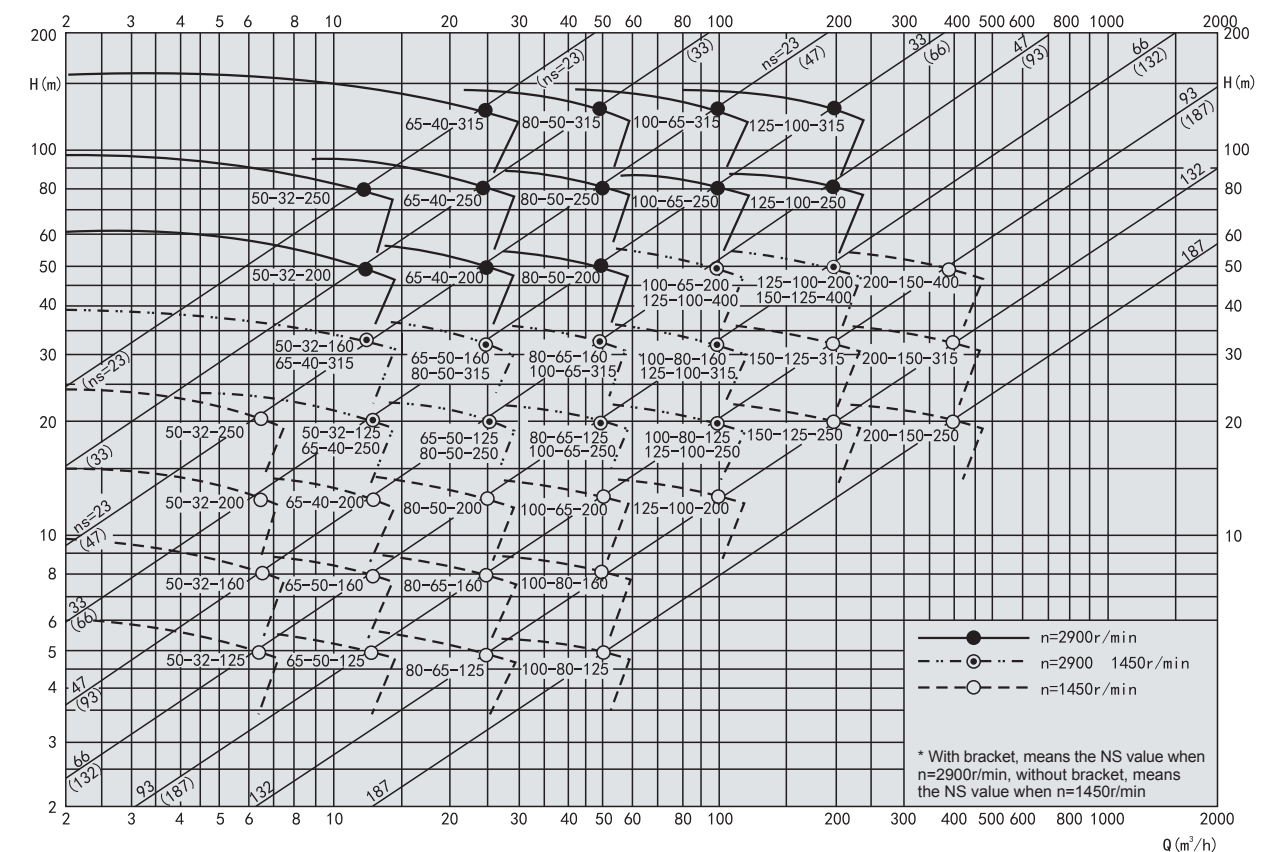 2 3 4 5 6 8 10 20 30 40 50 60 80 100 200 300 400 500 600 800 1000 2000
200 200
H(m) H(m)
(ns=23) (33) ns=23 (47) 33 (66) 47 (93) 66 (132)
93
(187)
65-40-315 80-50-315 100-65-315 125-100-315
100 100
132
80 80
50-32-250 65-40-250 80-50-250 100-65-250 125-100-250
60 60
187
50 50
50-32-200 65-40-200 80-50-200 100-65-200 125-100-200 200-150-400
125-100-400 150-125-400
40 40
50-32-160 65-50-160 80-65-160 100-80-160 150-125-315 200-150-315
65-40-315 80-50-315 100-65-315 125-100-315
30 30
(ns=23)
20 20
50-32-250 50-32-125 65-50-125 80-65-125 100-80-125 150-125-250 200-150-250
65-40-250 80-50-250 100-65-250 125-100-250
(33)
50-32-200 65-40-200 80-50-200 100-65-200 125-100-200
ns=23
(47)
10 10
8
50-32-160 65-50-160 80-65-160 100-80-160
33
(66)
6
5
50-32-125 65-50-125 80-65-125 100-80-125
4
47
(93)
3
66
(132)
93
(187)
132
187
2
n=2900r/min
n=2900 1450r/min
n=1450r/min
* With bracket, means the NS value when
n=2900r/min, without bracket, means
the NS value when n=1450r/min
2 3 4 5 6 8 10 20 30 40 50 60 80 100 200 300 400 500 600 800 1000 2000
Q(m³/h)